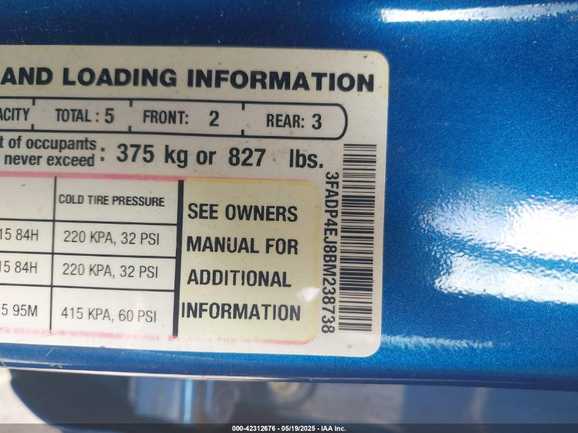 AND LOADING INFORMATION
ACITY TOTAL: 5 FRONT: 2 REAR: 3
t of occupants
never exceed: 375 kg or 827 lbs.
COLD TIRE PRESSURE
15 84H 220 KPA, 32 PSI
15 84H 220 KPA, 32 PSI
5 95M 415 KPA, 60 PSI
SEE OWNERS
MANUAL FOR
ADDITIONAL
INFORMATION
3FADP4EJ8BM238738
000-42312676 - 05/19/2025 - IAA Inc.